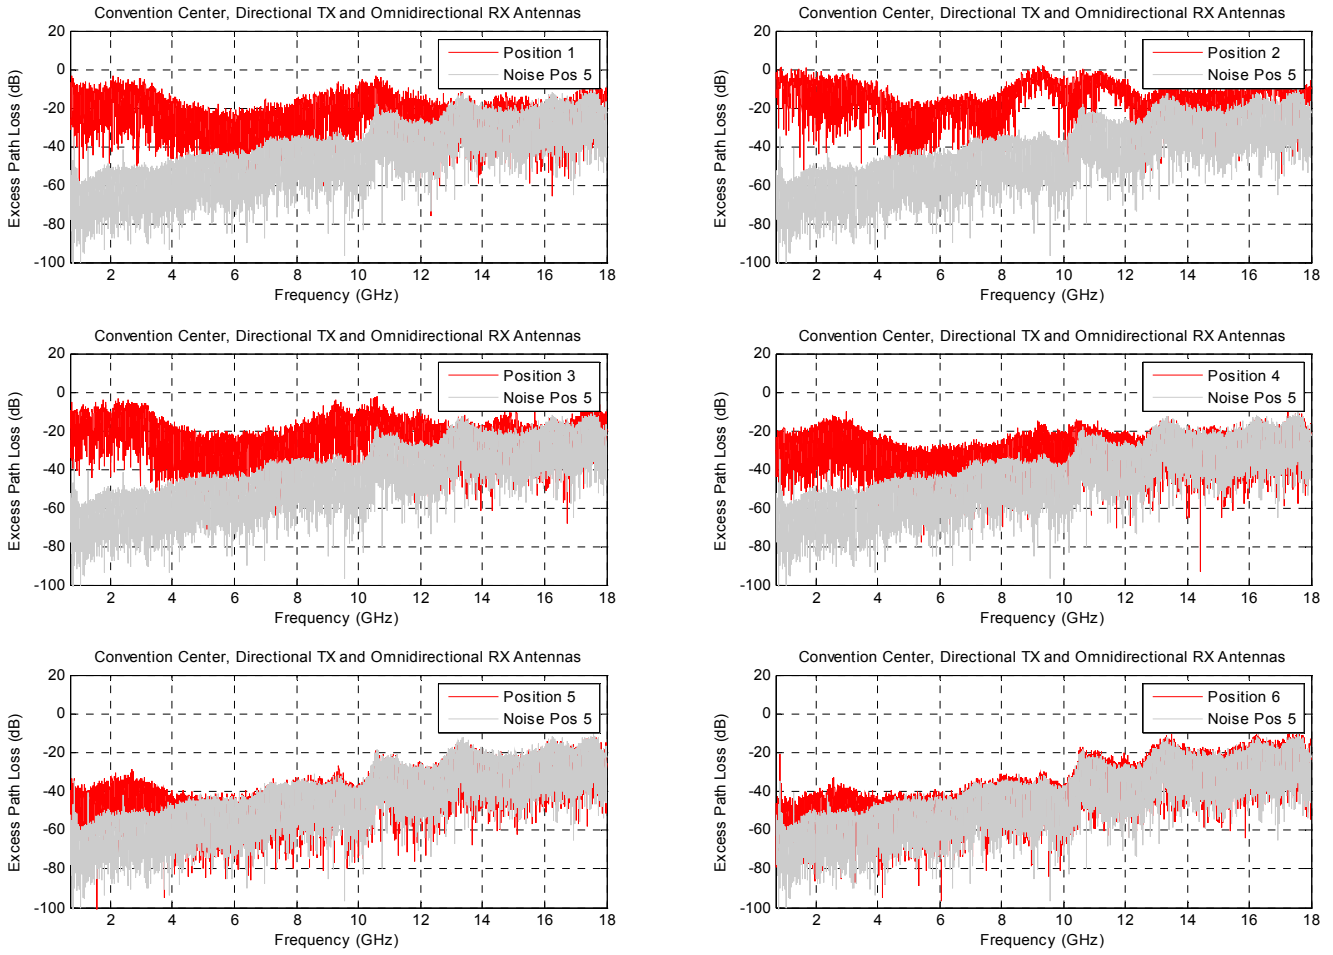 Convention Center, Directional TX and Omnidirectional RX Antennas
Excess Path Loss (dB)
20
0
-20
-40
-60
-80
-100
Position 1
Noise Pos 5
2 4 6 8 10 12 14 16 18
Frequency (GHz)
Convention Center, Directional TX and Omnidirectional RX Antennas
Excess Path Loss (dB)
20
0
-20
-40
-60
-80
-100
Position 2
Noise Pos 5
2 4 6 8 10 12 14 16 18
Frequency (GHz)
Convention Center, Directional TX and Omnidirectional RX Antennas
Excess Path Loss (dB)
20
0
-20
-40
-60
-80
-100
Position 3
Noise Pos 5
2 4 6 8 10 12 14 16 18
Frequency (GHz)
Convention Center, Directional TX and Omnidirectional RX Antennas
Excess Path Loss (dB)
20
0
-20
-40
-60
-80
-100
Position 4
Noise Pos 5
2 4 6 8 10 12 14 16 18
Frequency (GHz)
Convention Center, Directional TX and Omnidirectional RX Antennas
Excess Path Loss (dB)
20
0
-20
-40
-60
-80
-100
Position 5
Noise Pos 5
2 4 6 8 10 12 14 16 18
Frequency (GHz)
Convention Center, Directional TX and Omnidirectional RX Antennas
Excess Path Loss (dB)
20
0
-20
-40
-60
-80
-100
Position 6
Noise Pos 5
2 4 6 8 10 12 14 16 18
Frequency (GHz)